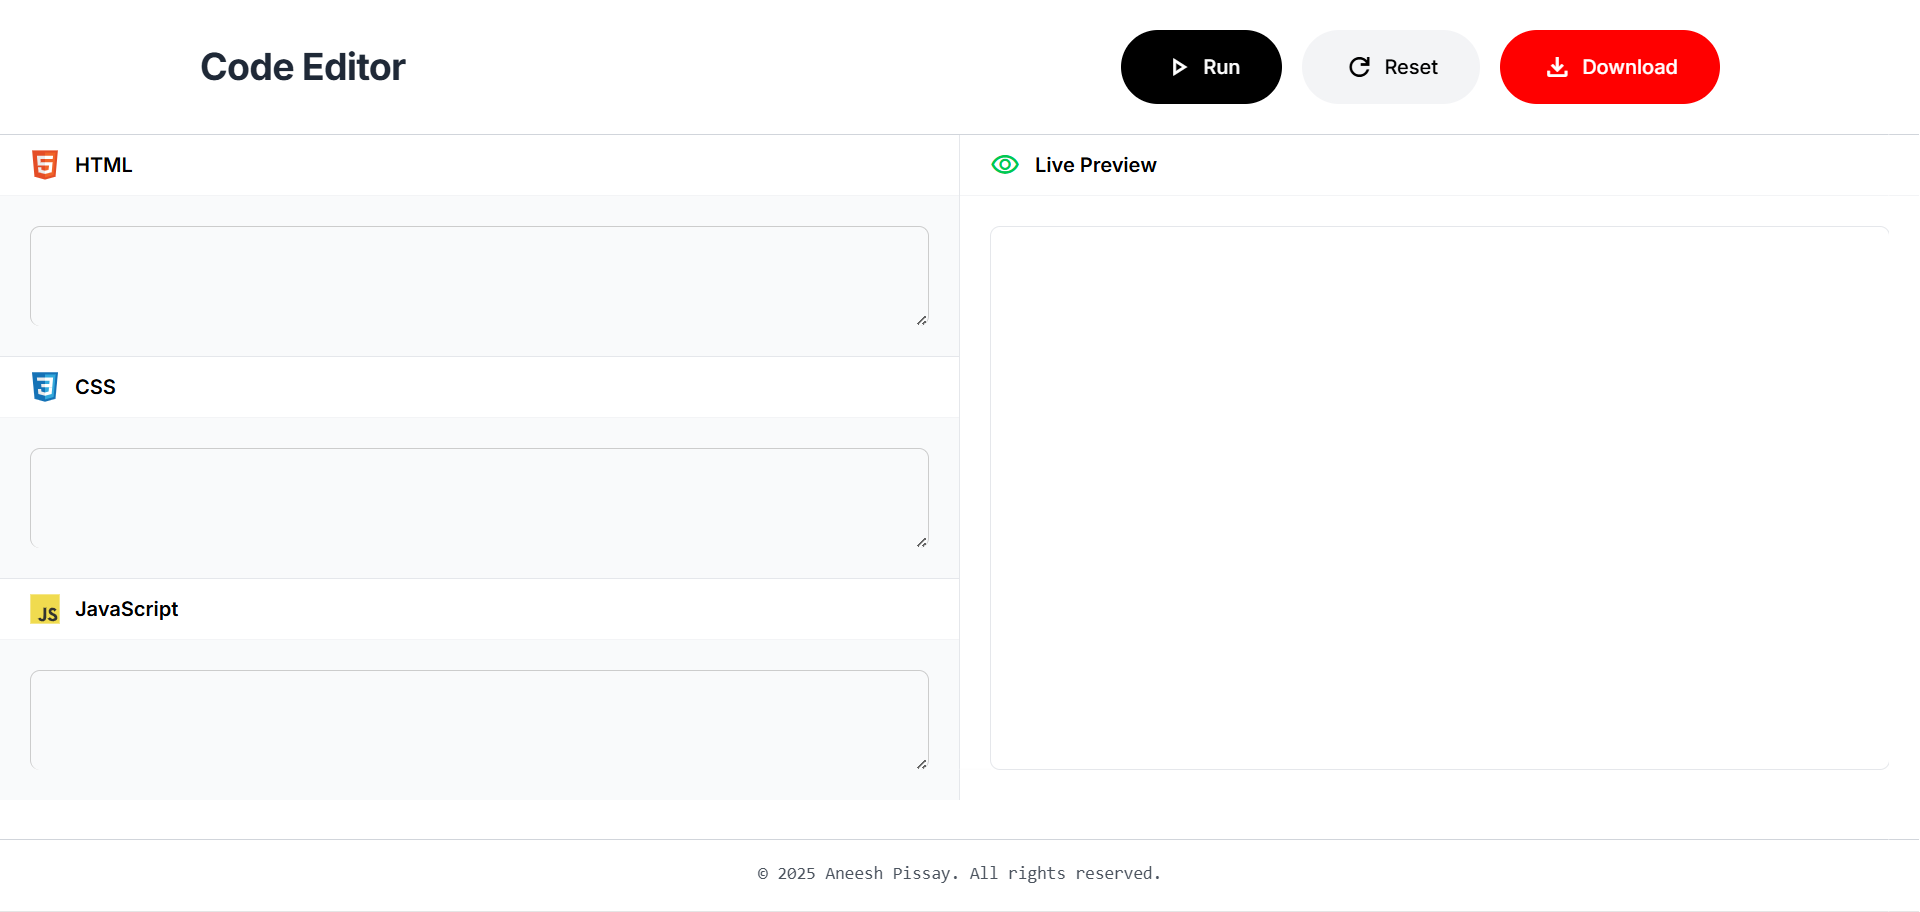 Code Editor
Run
Reset
Download
HTML
Live Preview
CSS
JS
JavaScript
© 2025 Aneesh Pissay. All rights reserved.